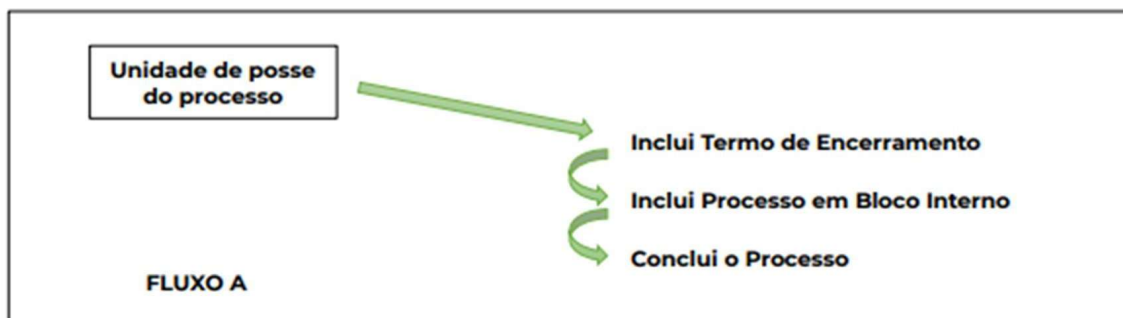 Unidade de posse
do processo
Inclui Termo de Encerramento
Inclui Processo em Bloco Interno
Conclui o Processo
FLUXO A